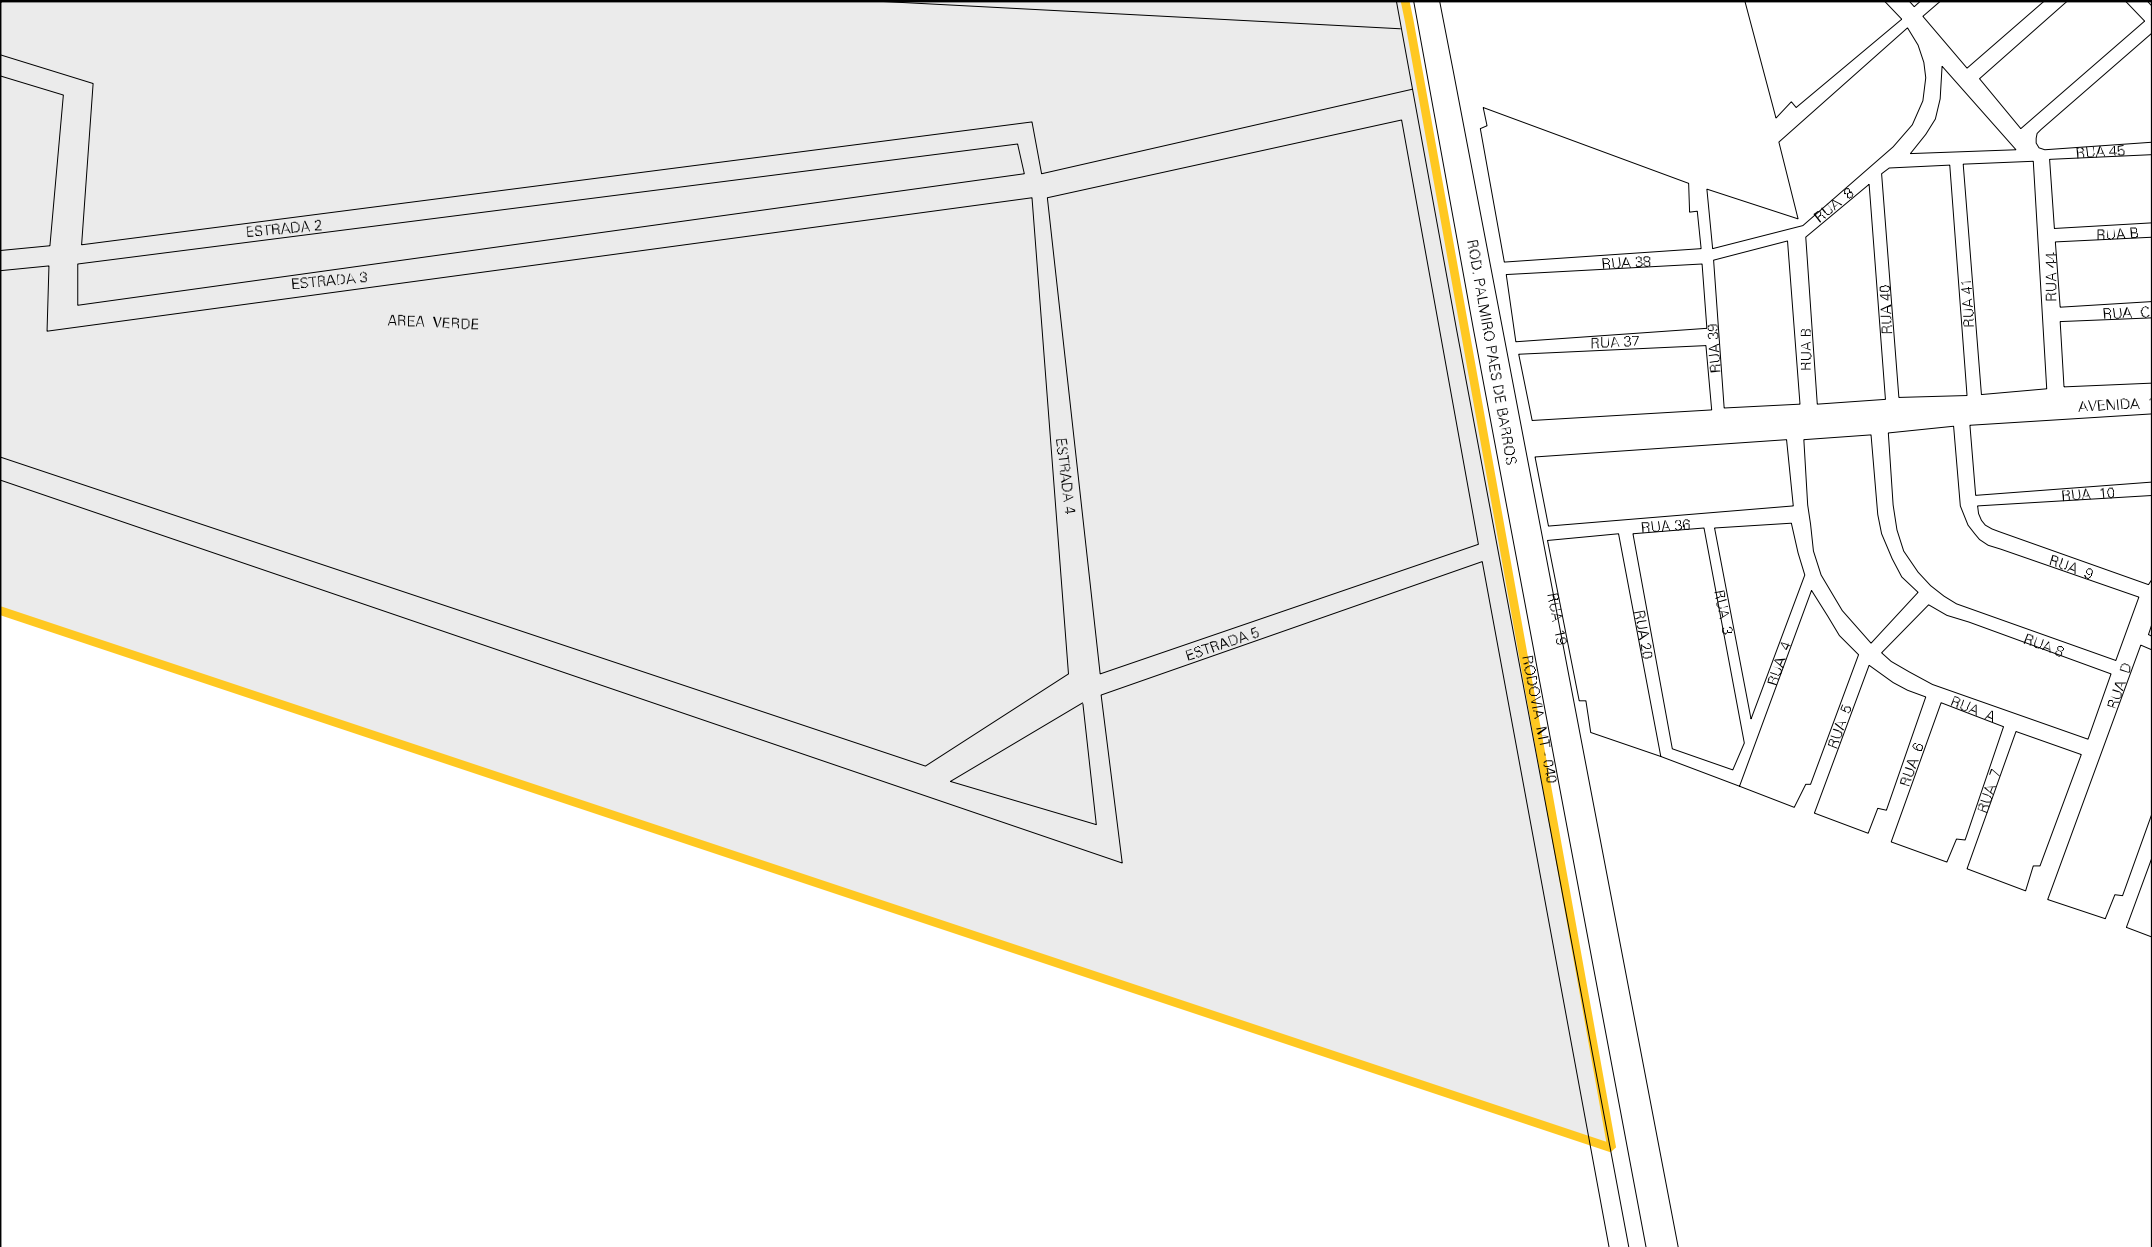 ESTRADA 2
ESTRADA 3
AREA VERDE
ESTRADA 4
ESTRADA 5
ROD. PALMIRO PAES DE BARROS
RODOVIA MT - 040
RUA 45
RUA 8
RUA B
RUA 38
RUA 44
RUA 40
RUA 41
RUA C
RUA 37
RUA 39
RUA B
AVENIDA
RUA 10
RUA 36
RUA 9
RUA 19
RUA 20
RUA 3
RUA 4
RUA 8
RUA D
RUA A
RUA 5
RUA 6
RUA 7